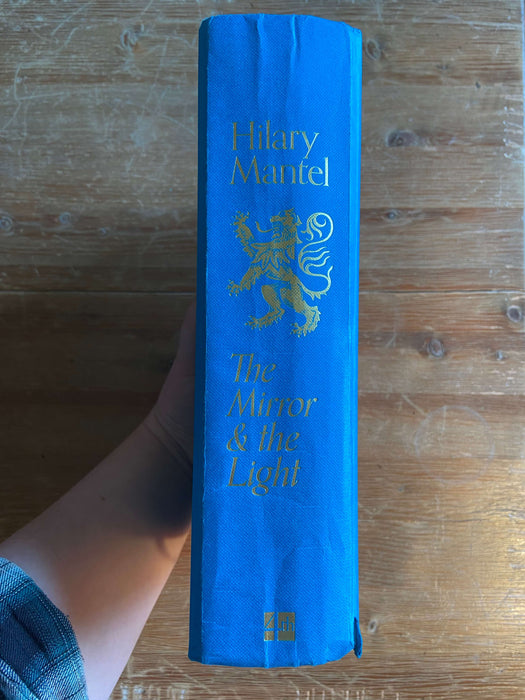 Hilary
Mantel
The
Mirror
& the
Light